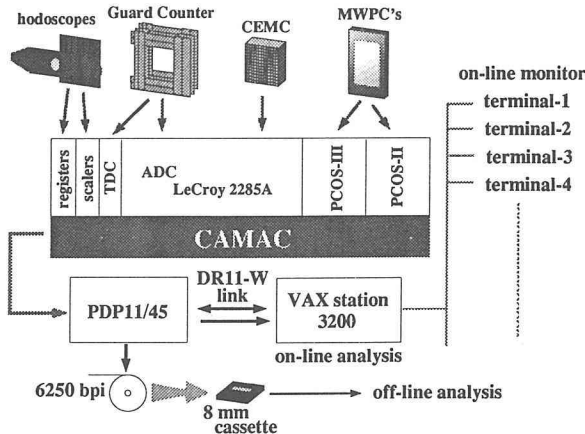 hodoscopes
Guard Counter
CEMC
MWPC's
on-line monitor
terminal-1
terminal-2
terminal-3
terminal-4
registers
scalers
TDC
ADC
LeCroy 2285A
PCOS-III
PCOS-II
CAMAC
PDP11/45
DR11-W
link
VAX station
3200
on-line analysis
6250 bpi
8 mm
cassette
off-line analysis